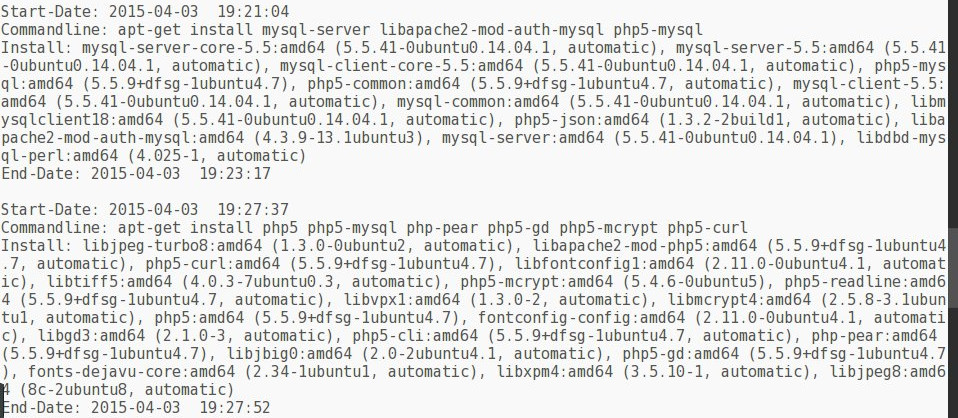 Start-Date: 2015-04-03  19:21:04
Commandline: apt-get install mysql-server libapache2-mod-auth-mysql php5-mysql
Install: mysql-server-core-5.5:amd64 (5.5.41-0ubuntu0.14.04.1, automatic), mysql-server-5.5:amd64 (5.5.41
-0ubuntu0.14.04.1, automatic), mysql-client-core-5.5:amd64 (5.5.41-0ubuntu0.14.04.1, automatic), php5-mys
ql:amd64 (5.5.9+dfsg-1ubuntu4.7), php5-common:amd64 (5.5.9+dfsg-1ubuntu4.7, automatic), mysql-client-5.5:
amd64 (5.5.41-0ubuntu0.14.04.1, automatic), mysql-common:amd64 (5.5.41-0ubuntu0.14.04.1, automatic), libm
ysqlclient18:amd64 (5.5.41-0ubuntu0.14.04.1, automatic), php5-json:amd64 (1.3.2-2build1, automatic), liba
pache2-mod-auth-mysql:amd64 (4.3.9-13.1ubuntu3), mysql-server:amd64 (5.5.41-0ubuntu0.14.04.1), libdbd-mys
ql-perl:amd64 (4.025-1, automatic)
End-Date: 2015-04-03  19:23:17

Start-Date: 2015-04-03  19:27:37
Commandline: apt-get install php5 php5-mysql php-pear php5-gd php5-mcrypt php5-curl
Install: libjpeg-turbo8:amd64 (1.3.0-0ubuntu2, automatic), libapache2-mod-php5:amd64 (5.5.9+dfsg-1ubuntu4
.7, automatic), php5-curl:amd64 (5.5.9+dfsg-1ubuntu4.7), libfontconfig1:amd64 (2.11.0-0ubuntu4.1, automat
ic), libtiff5:amd64 (4.0.3-7ubuntu0.3, automatic), php5-mcrypt:amd64 (5.4.6-0ubuntu5), php5-readline:amd6
4 (5.5.9+dfsg-1ubuntu4.7, automatic), libvpx1:amd64 (1.3.0-2, automatic), libmcrypt4:amd64 (2.5.8-3.1ubun
tu1, automatic), php5:amd64 (5.5.9+dfsg-1ubuntu4.7), fontconfig-config:amd64 (2.11.0-0ubuntu4.1, automati
c), libgd3:amd64 (2.1.0-3, automatic), php5-cli:amd64 (5.5.9+dfsg-1ubuntu4.7, automatic), php-pear:amd64
(5.5.9+dfsg-1ubuntu4.7), libjbig0:amd64 (2.0-2ubuntu4.1, automatic), php5-gd:amd64 (5.5.9+dfsg-1ubuntu4.7
), fonts-dejavu-core:amd64 (2.34-1ubuntu1, automatic), libxpm4:amd64 (3.5.10-1, automatic), libjpeg8:amd6
4 (8c-2ubuntu8, automatic)
End-Date: 2015-04-03  19:27:52